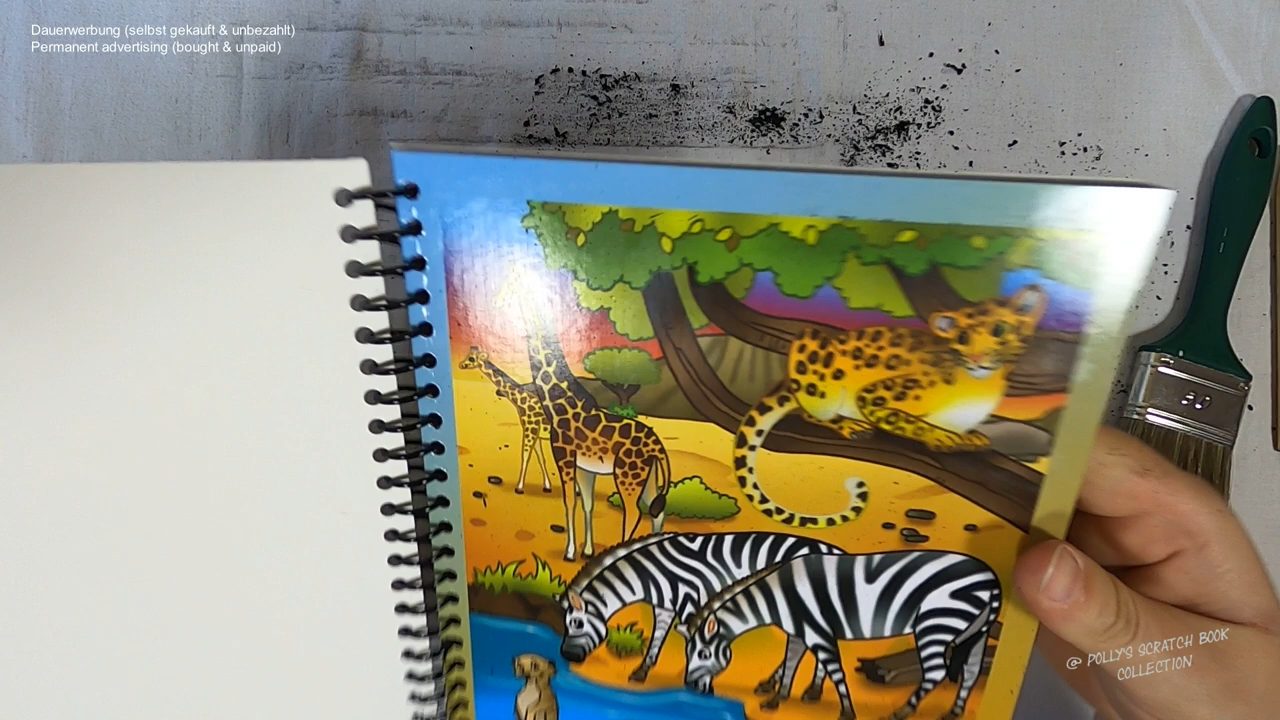 Dauerwerbung (selbst gekauft & unbezahlt)
Permanent advertising (bought & unpaid)
@ POLLY'S SCRATCH BOOK
COLLECTION